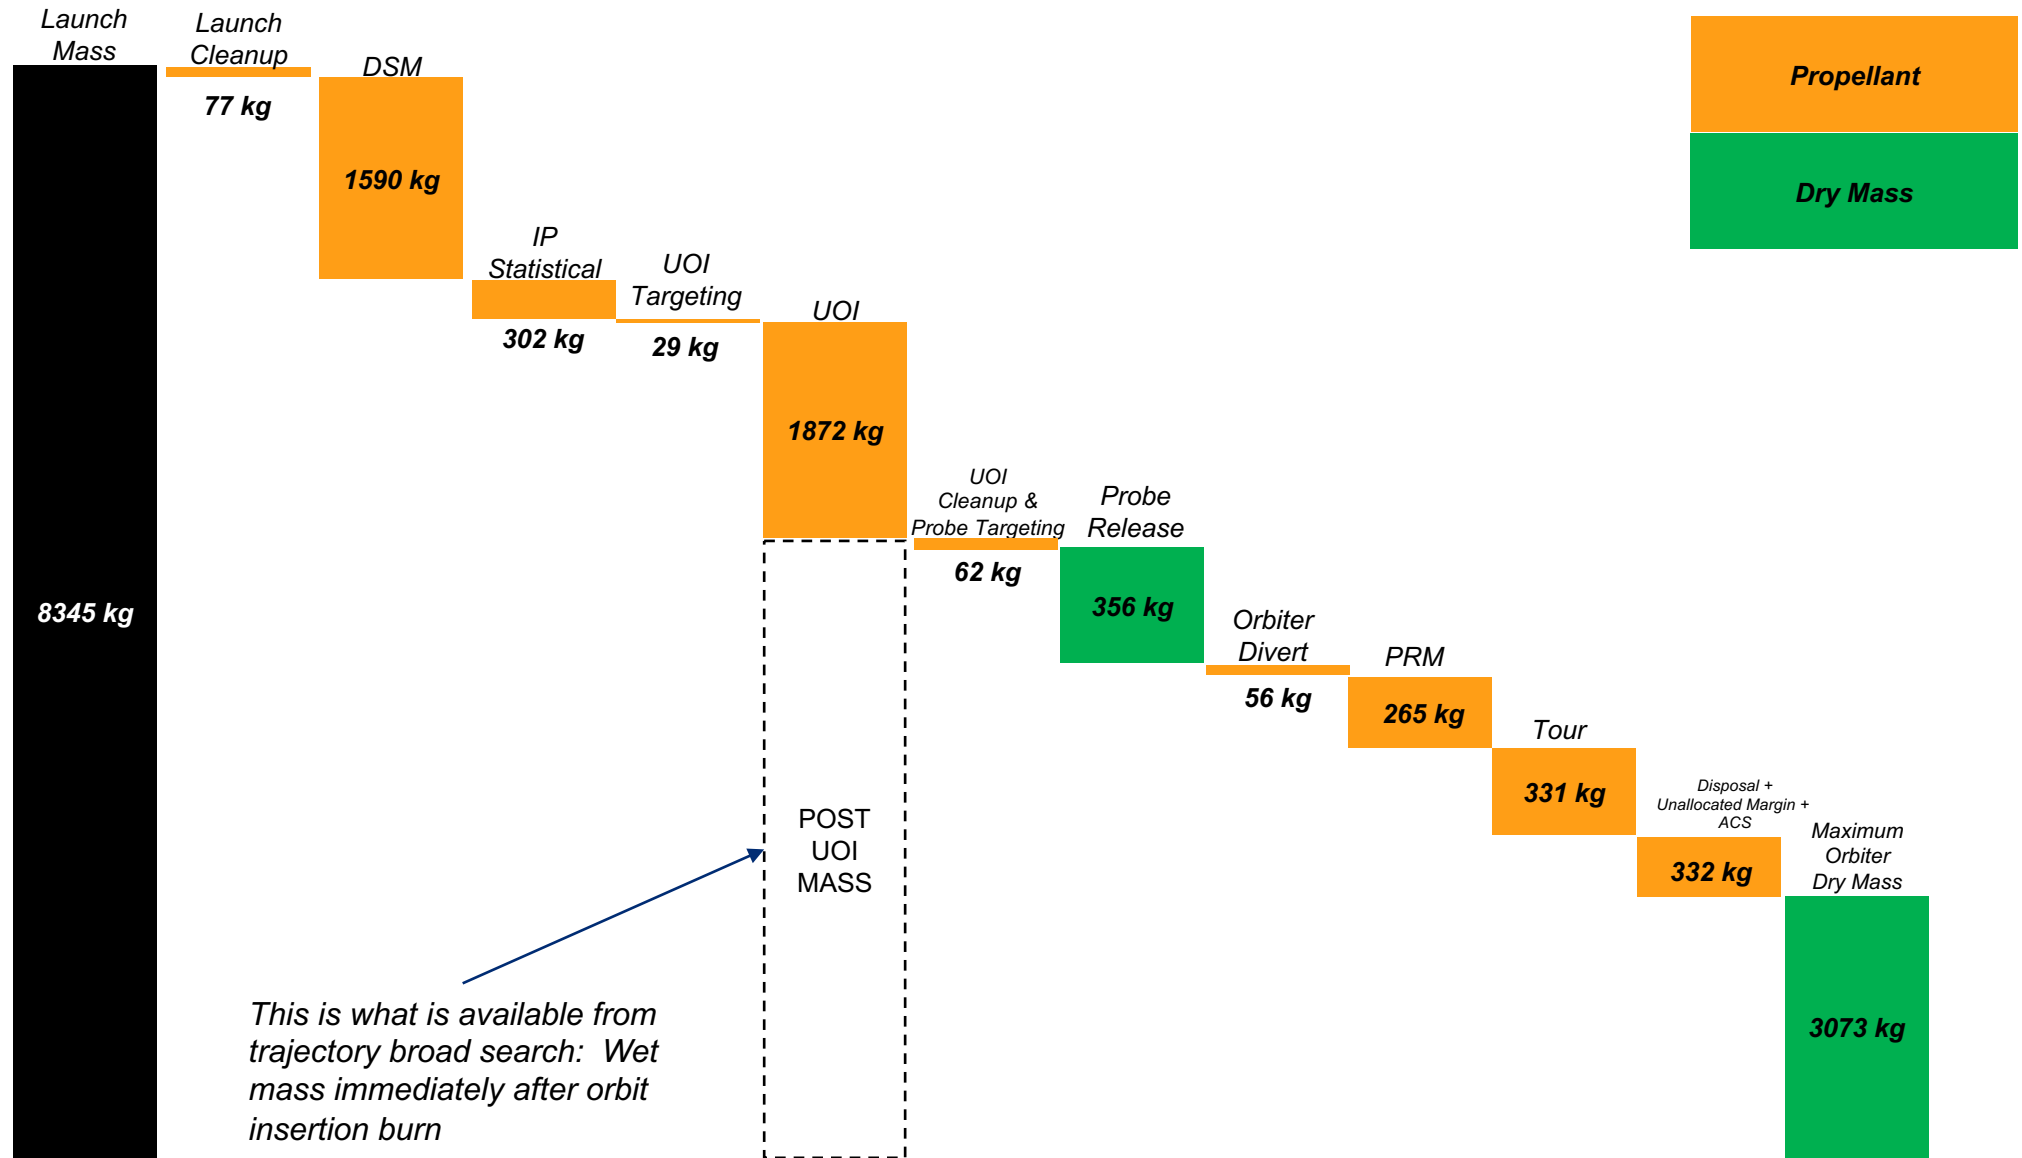 Launch
Mass
8345 kg
Launch
Cleanup
77 kg
DSM
1590 kg
IP
Statistical
302 kg
UOI
Targeting
29 kg
UOI
1872 kg
POST
UOI
MASS
UOI
Cleanup &
Probe Targeting
62 kg
Probe
Release
356 kg
Orbiter
Divert
56 kg
PRM
265 kg
Tour
331 kg
Disposal +
Unallocated Margin +
ACS
332 kg
Maximum
Orbiter
Dry Mass
3073 kg
Propellant
Dry Mass
This is what is available from
trajectory broad search:  Wet
mass immediately after orbit
insertion burn